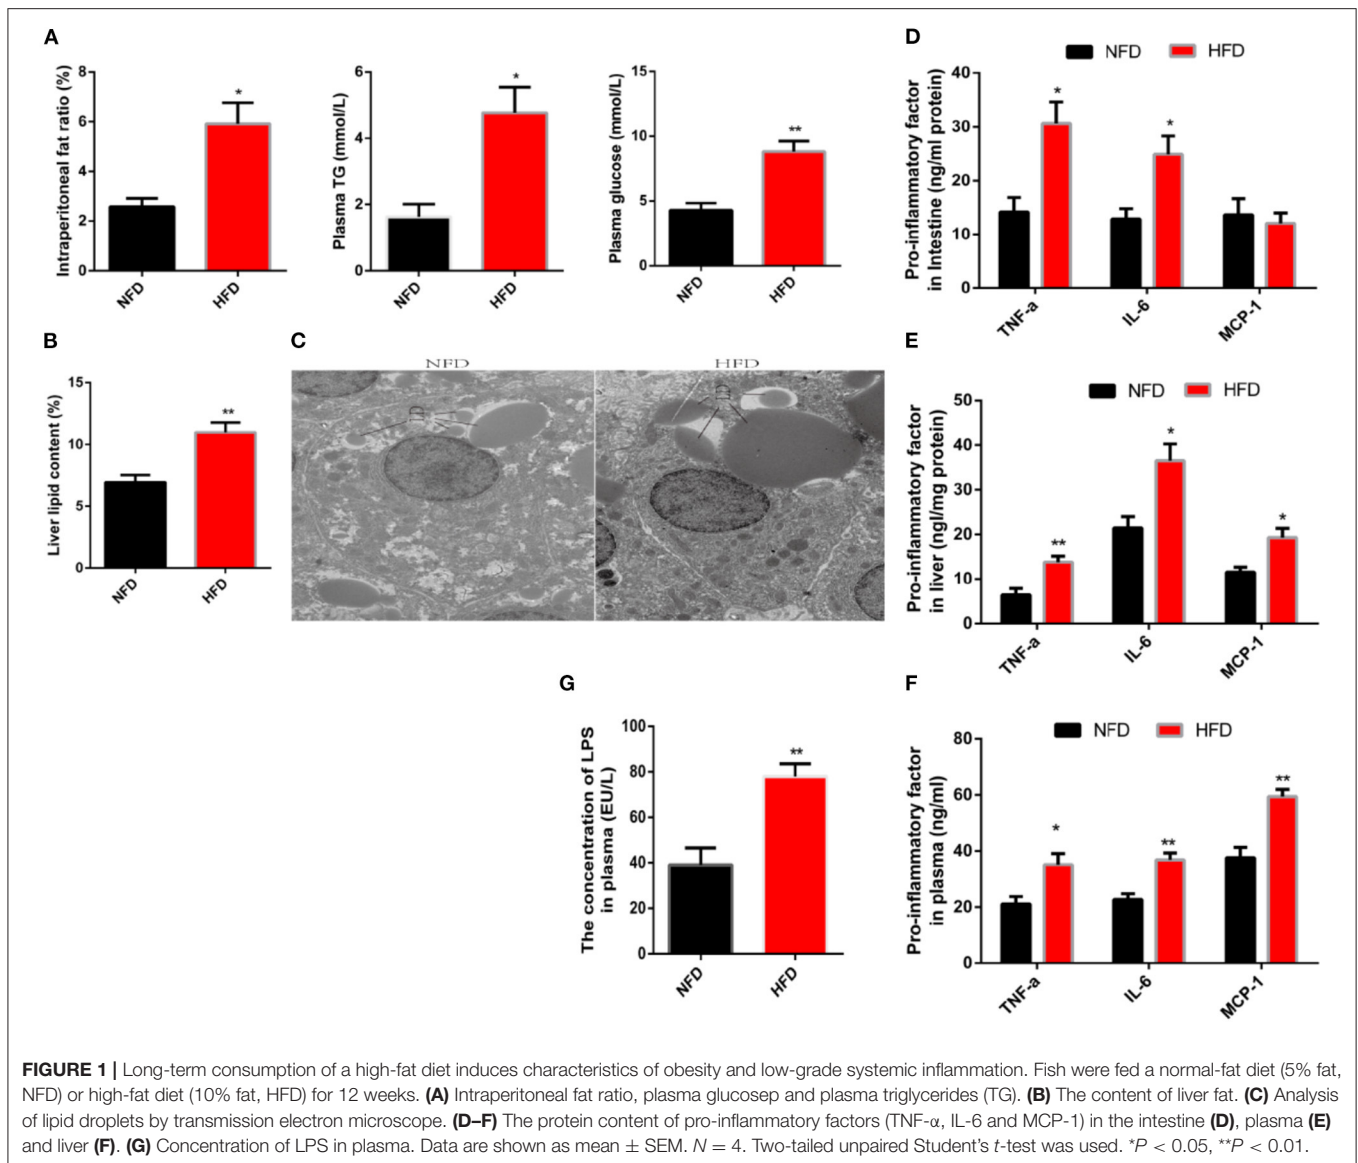 A
Intraperitoneal fat ratio (%)
8
6
4
2
0
*
NFD
HFD
Plasma TG (mmol/L)
6
4
2
0
*
NFD
HFD
Plasma glucose (mmol/L)
15
10
5
0
**
NFD
HFD
D
NFD HFD
Pro-inflammatory factor
in Intestine (ng/ml protein)
40
30
20
10
0
*
*
TNF-a
IL-6
MCP-1
B
Liver lipid content (%)
15
10
5
0
**
NFD
HFD
C
NFD HFD
E
NFD HFD
Pro-inflammatory factor
in liver (ngl/mg protein)
50
40
30
20
10
0
**
*
*
TNF-a
IL-6
MCP-1
G
The concentration of LPS
in plasma (EU/L)
100
80
60
40
20
0
**
NFD
HFD
F
NFD HFD
Pro-inflammatory factor
in plasma (ng/ml)
80
60
40
20
0
*
**
**
TNF-a
IL-6
MCP-1
FIGURE 1 | Long-term consumption of a high-fat diet induces characteristics of obesity and low-grade systemic inflammation. Fish were fed a normal-fat diet (5% fat,
NFD) or high-fat diet (10% fat, HFD) for 12 weeks. (A) Intraperitoneal fat ratio, plasma glucosep and plasma triglycerides (TG). (B) The content of liver fat. (C) Analysis
of lipid droplets by transmission electron microscope. (D–F) The protein content of pro-inflammatory factors (TNF-α, IL-6 and MCP-1) in the intestine (D), plasma (E)
and liver (F). (G) Concentration of LPS in plasma. Data are shown as mean ± SEM. N = 4. Two-tailed unpaired Student's t-test was used. *P < 0.05, **P < 0.01.